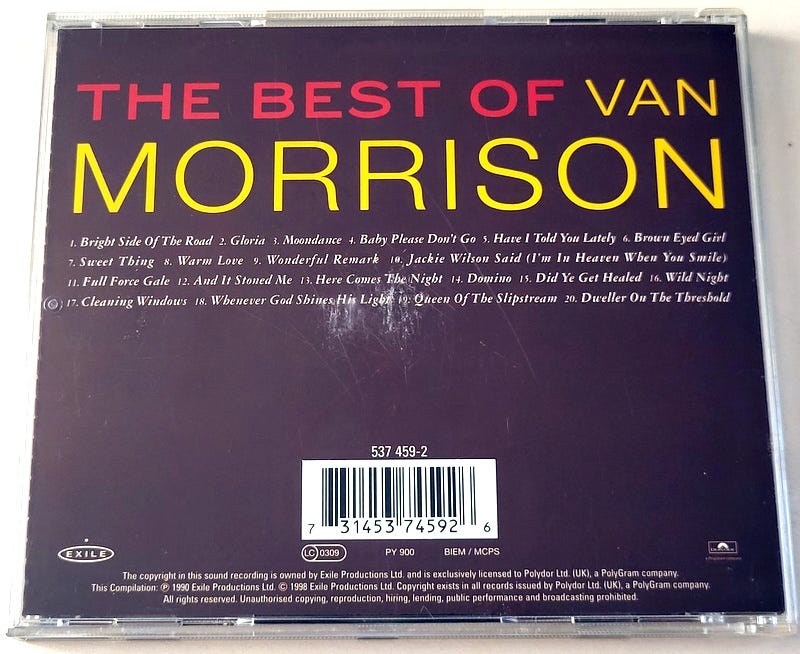 THE BEST OF VAN
MORRISON
1. Bright Side Of The Road 2. Gloria 3. Moondance 4. Baby Please Don't Go 5. Have I Told You Lately 6. Brown Eyed Girl
7. Sweet Thing 8. Warm Love 9. Wonderful Remark 10. Jackie Wilson Said (I'm In Heaven When You Smile)
11. Full Force Gale 12. And It Stoned Me 13. Here Comes The Night 14. Domino 15. Did Ye Get Healed 16. Wild Night
17. Cleaning Windows 18. Whenever God Shines His Light 19. Queen Of The Slipstream 20. Dweller On The Threshold
537 459-2
7 31453 74592 6
EXILE
LC 0309 PY 900 BIEM / MCPS
a PolyGram company
The copyright in this sound recording is owned by Exile Productions Ltd. and is exclusively licensed to Polydor Ltd. (UK), a PolyGram company.
This Compilation: ℗ 1990 Exile Productions Ltd. © 1998 Exile Productions Ltd. Copyright exists in all records issued by Polydor Ltd. (UK).
All rights reserved. Unauthorised copying, reproduction, hiring, lending, public performance and broadcasting prohibited.